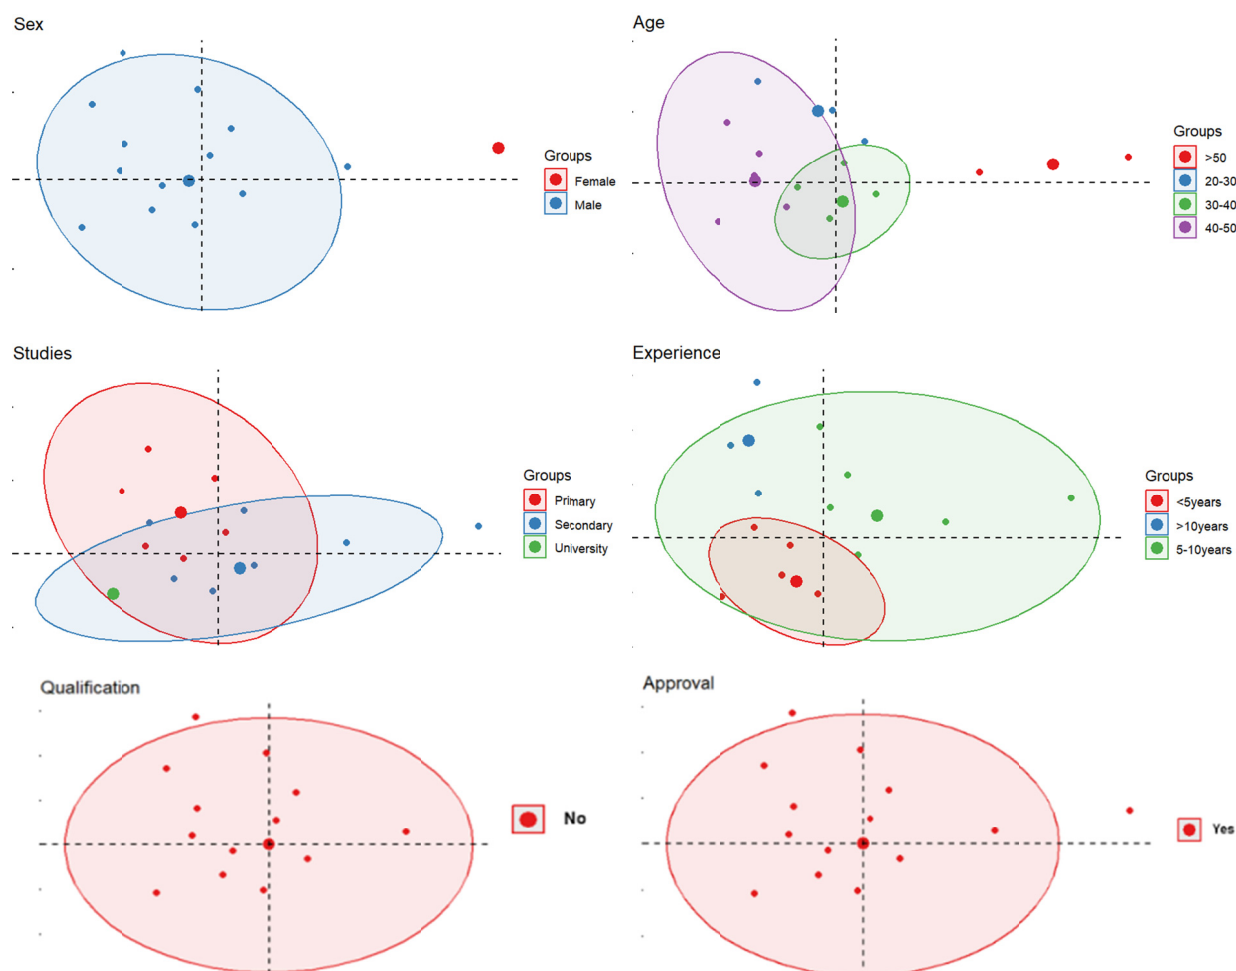 Sex
Groups
Female
Male
Age
Groups
>50
20-30
30-40
40-50
Studies
Groups
Primary
Secondary
University
Experience
Groups
<5years
>10years
5-10years
Qualification
No
Approval
Yes